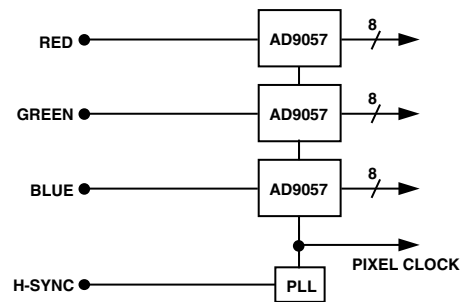 RED
AD9057
8
GREEN
AD9057
8
BLUE
AD9057
8
PIXEL CLOCK
H-SYNC
PLL